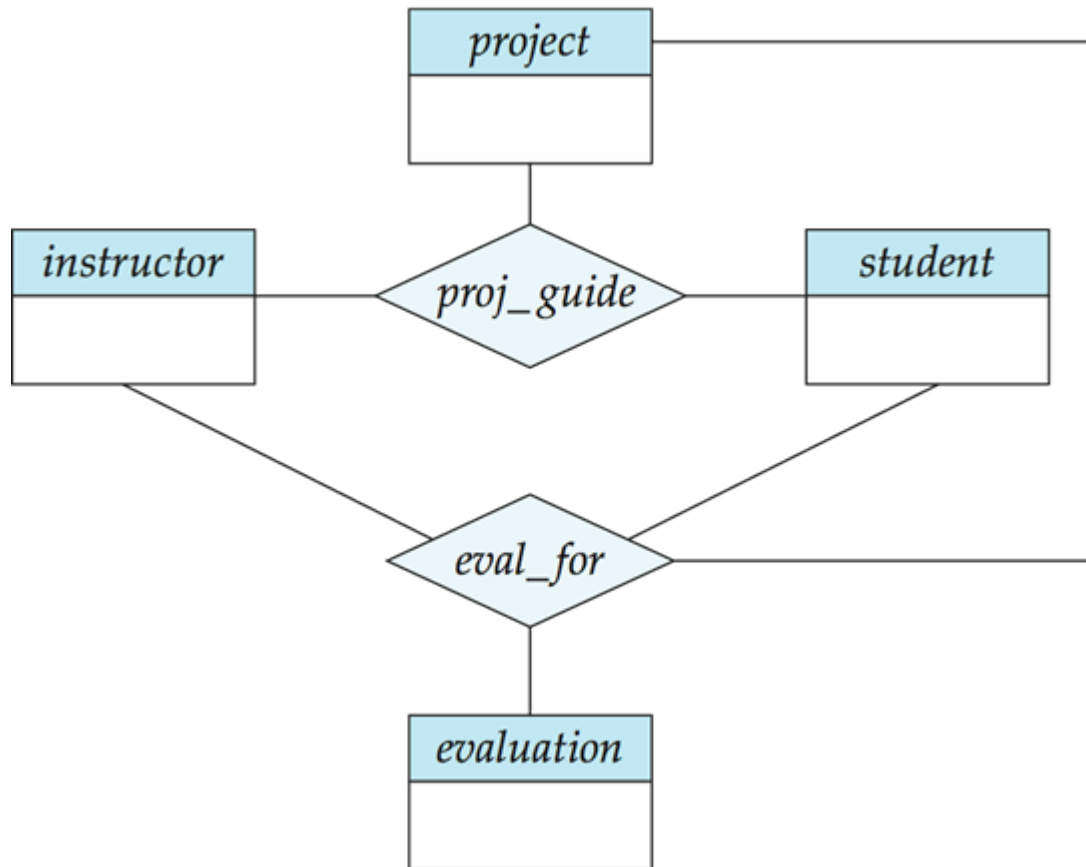 project
instructor
proj_guide
student
eval_for
evaluation